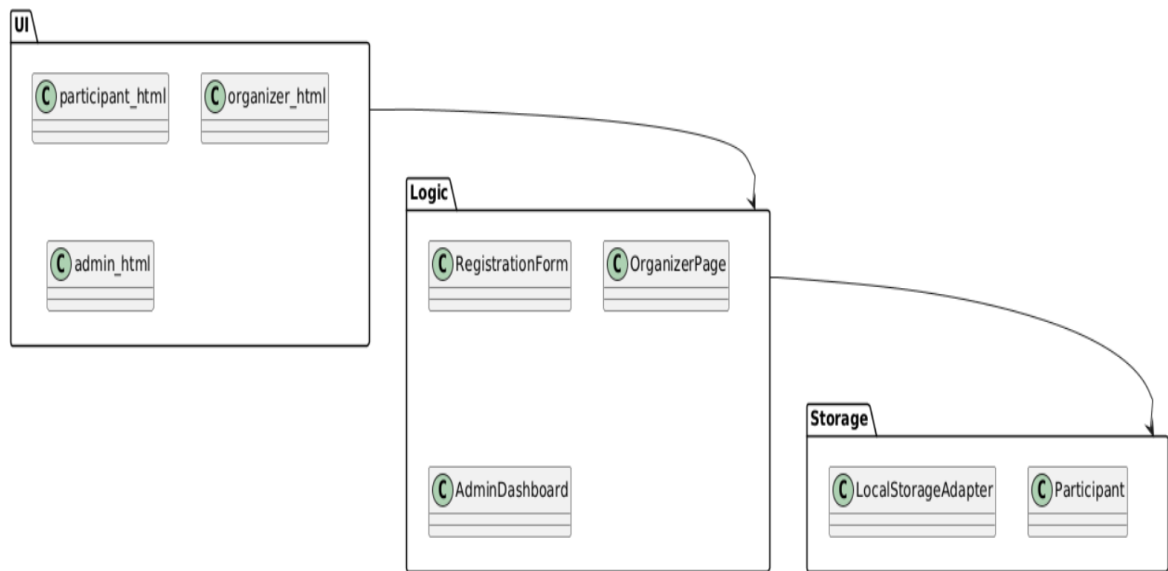 UI
C participant_html
C organizer_html
C admin_html
Logic
C RegistrationForm
C OrganizerPage
C AdminDashboard
Storage
C LocalStorageAdapter
C Participant